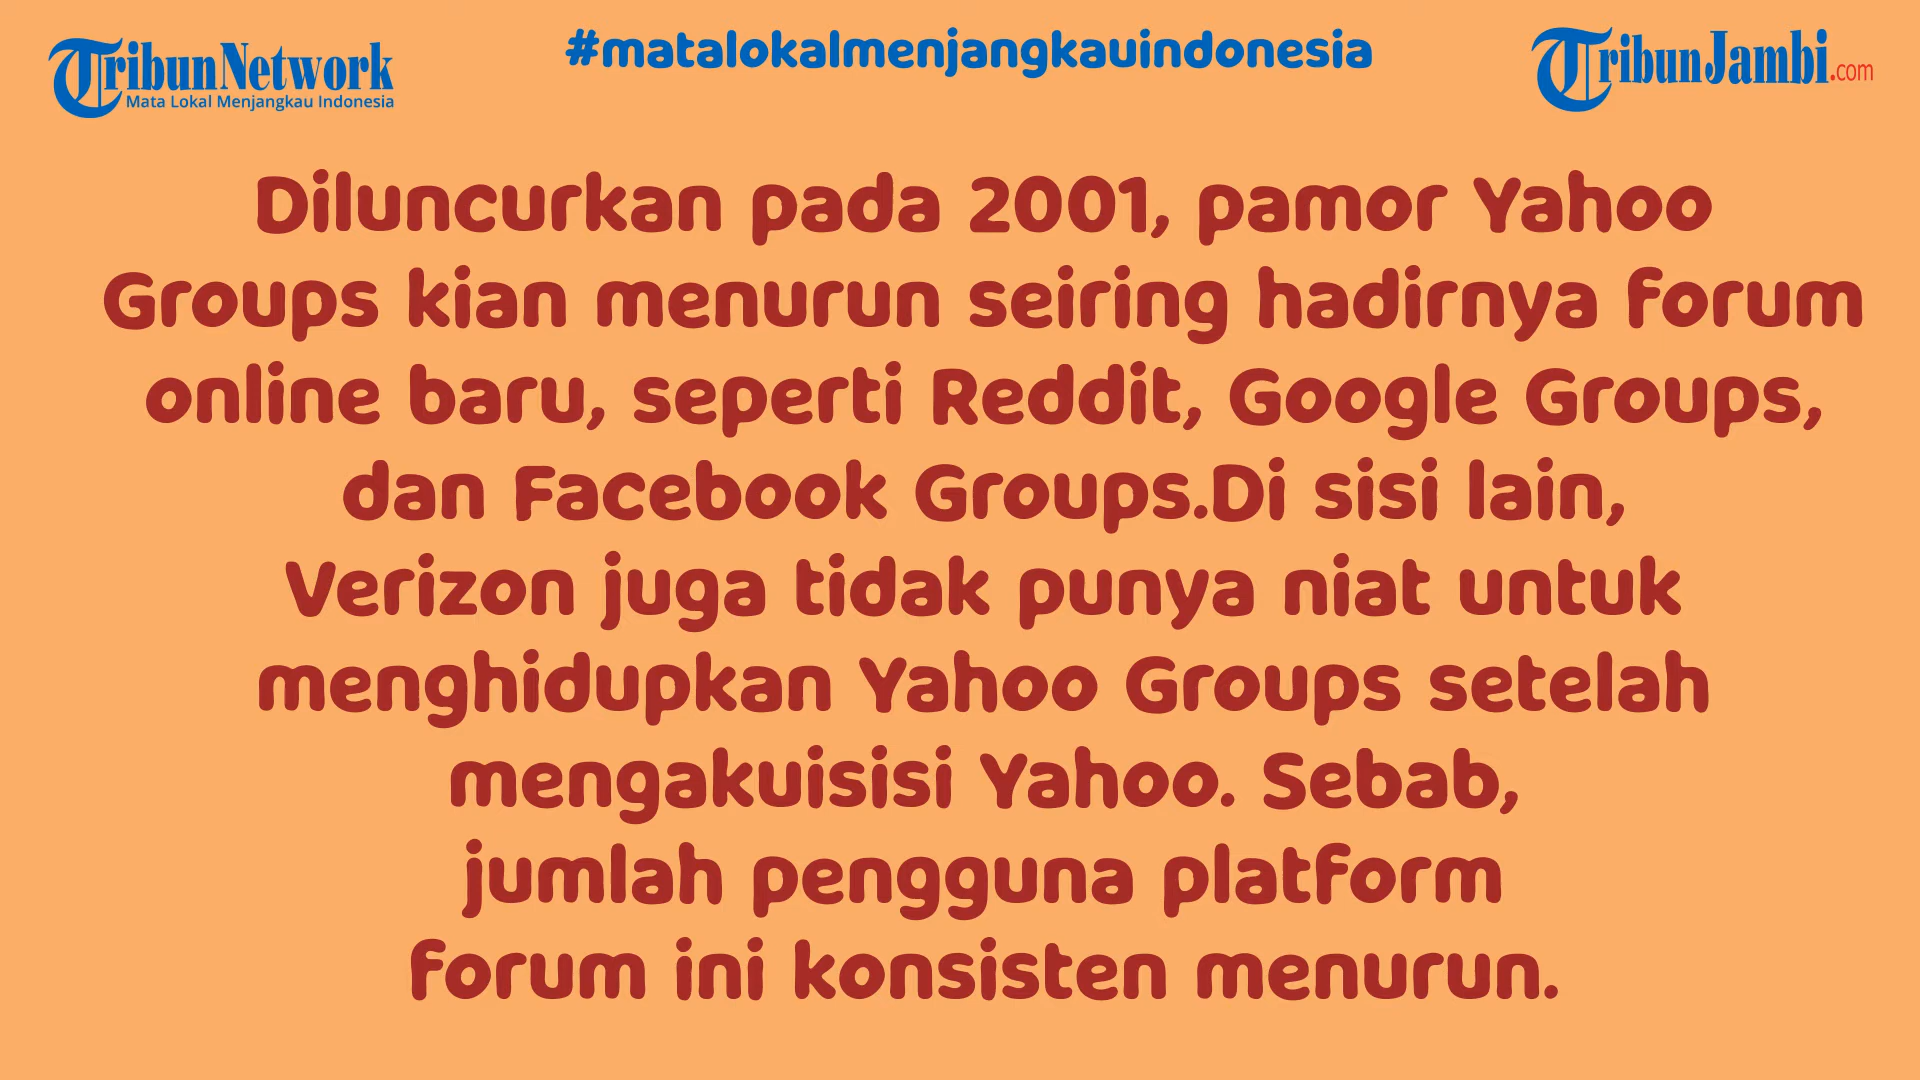 TribunNetwork
Mata Lokal Menjangkau Indonesia
#matalokalmenjangkauindonesia
TribunJambi.com
Diluncurkan pada 2001, pamor Yahoo
Groups kian menurun seiring hadirnya forum
online baru, seperti Reddit, Google Groups,
dan Facebook Groups.Di sisi lain,
Verizon juga tidak punya niat untuk
menghidupkan Yahoo Groups setelah
mengakuisisi Yahoo. Sebab,
jumlah pengguna platform
forum ini konsisten menurun.